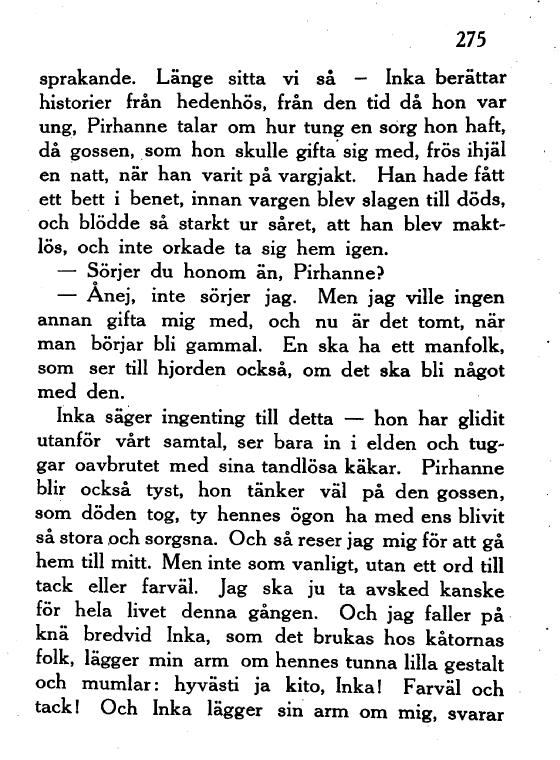 275
sprakande. Länge sitta vi så — Inka berättar
historier från hedenhös, från den tid då hon var
ung, Pirhanne talar om hur tung en sorg hon haft,
då gossen, som hon skulle gifta sig med, frös ihjäl
en natt, när han varit på vargjakt. Han hade fått
ett bett i benet, innan vargen blev slagen till döds,
och blödde så starkt ur såret, att han blev makt-
lös, och inte orkade ta sig hem igen.
— Sörjer du honom än, Pirhanne?
— Ånej, inte sörjer jag. Men jag ville ingen
annan gifta mig med, och nu är det tomt, när
man börjar bli gammal. En ska ha ett manfolk,
som ser till hjorden också, om det ska bli något
med den.
Inka säger ingenting till detta — hon har glidit
utanför vårt samtal, ser bara in i elden och tug-
gar oavbrutet med sina tandlösa käkar. Pirhanne
blir också tyst, hon tänker väl på den gossen,
som döden tog, ty hennes ögon ha med ens blivit
så stora och sorgsna. Och så reser jag mig för att gå
hem till mitt. Men inte som vanligt, utan ett ord till
tack eller farväl. Jag ska ju ta avsked kanske
för hela livet denna gången. Och jag faller på
knä bredvid Inka, som det brukas hos kåtornas
folk, lägger min arm om hennes tunna lilla gestalt
och mumlar: hyvästi ja kito, Inka! Farväl och
tack! Och Inka lägger sin arm om mig, svarar